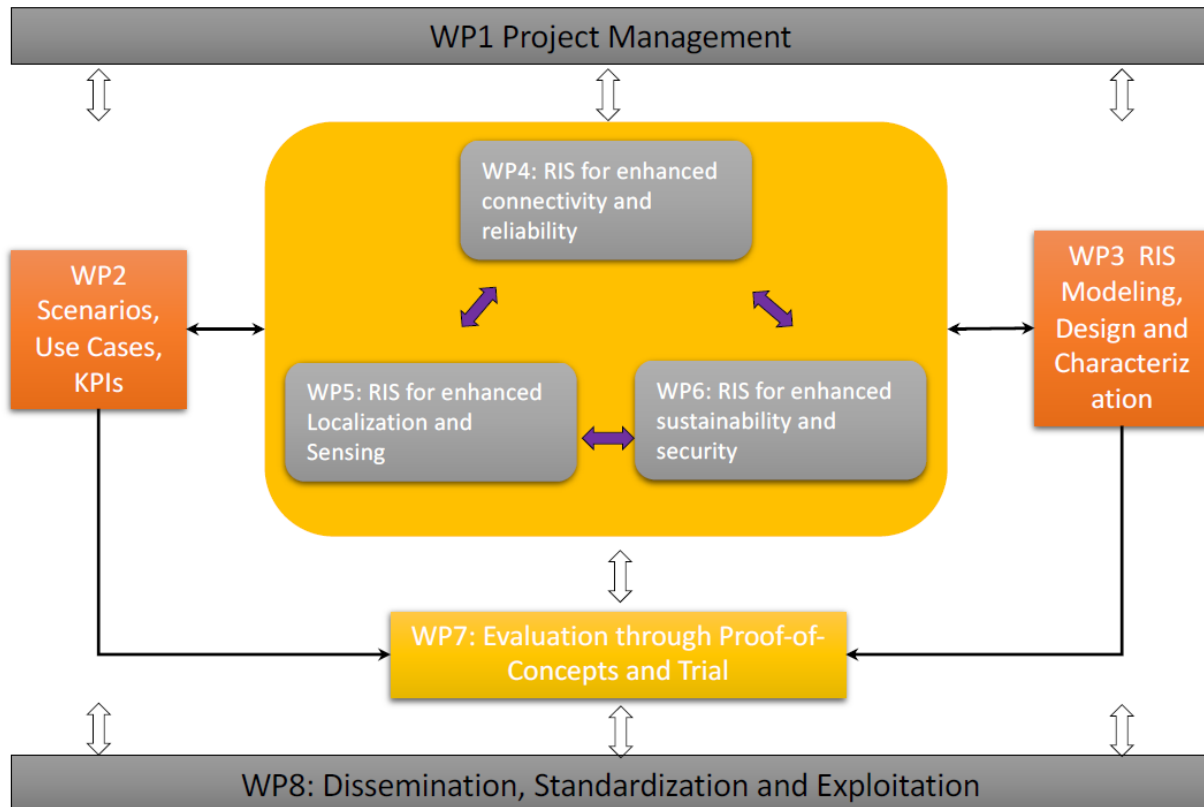 WP1 Project Management
WP4: RIS for enhanced
connectivity and
reliability
WP2
Scenarios,
Use Cases,
KPIs
WP3 RIS
Modeling,
Design and
Characteriz
ation
WP5: RIS for enhanced
Localization and
Sensing
WP6: RIS for enhanced
sustainability and
security
WP7: Evaluation through Proof-of-
Concepts and Trial
WP8: Dissemination, Standardization and Exploitation